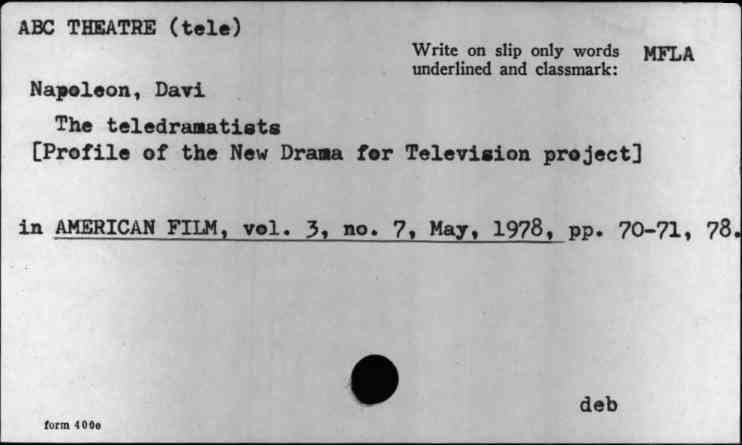 ABC THEATRE (tele)
Write on slip only words MFLA
underlined and classmark:
Napoleon, Davi
The teledramatists
[Profile of the New Drama for Television project]
in AMERICAN FILM, vol. 3, no. 7, May, 1978, pp. 70-71, 78.
deb
form 400e